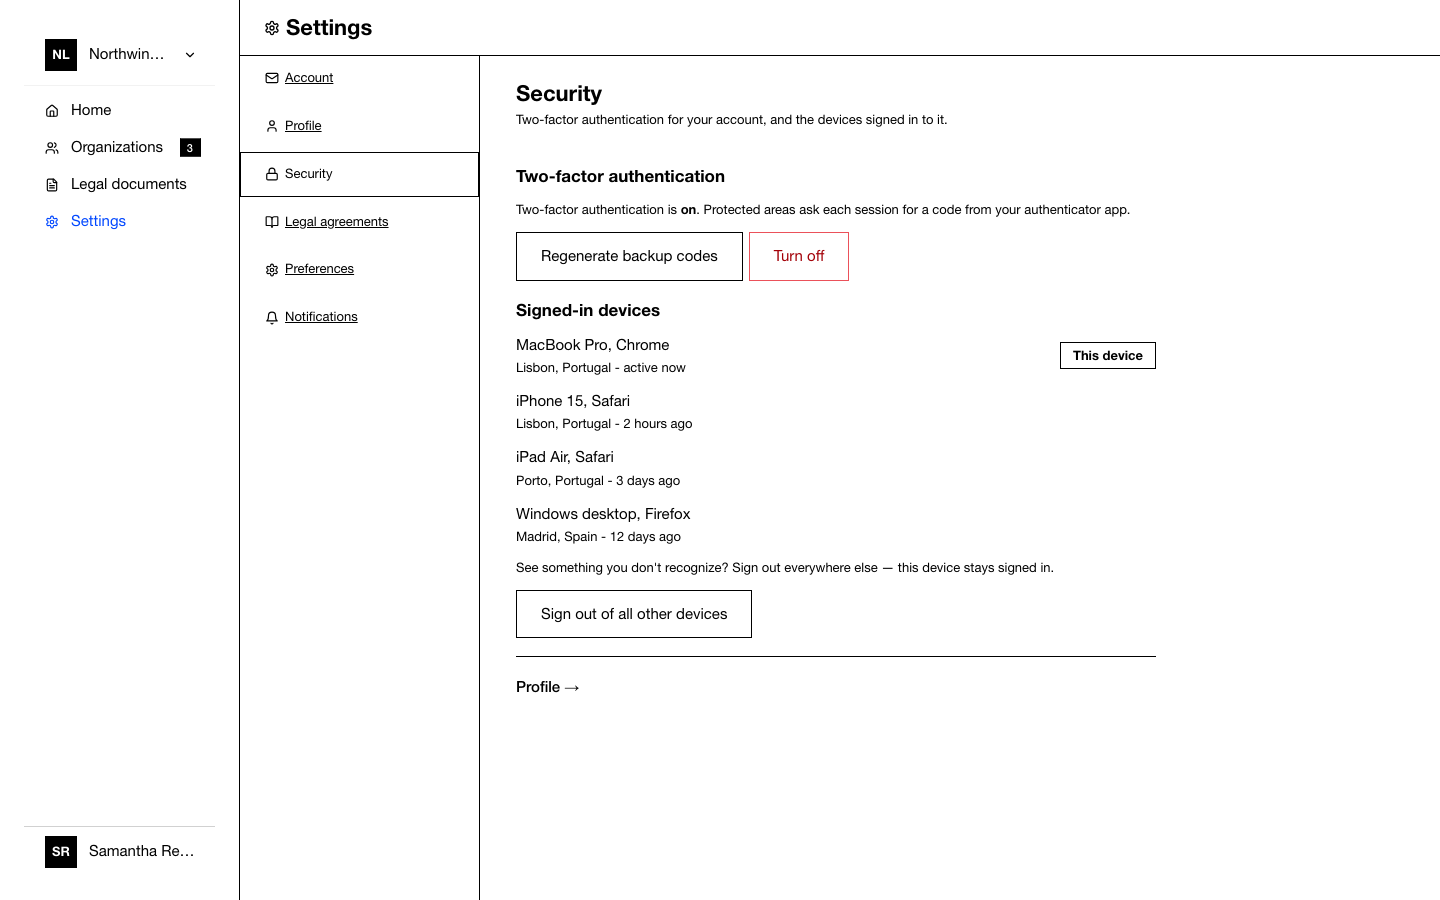 NL
Northwin…
Home
Organizations
3
Legal documents
Settings
SR
Samantha Re…
Settings
Account
Profile
Security
Legal agreements
Preferences
Notifications
Security
Two-factor authentication for your account, and the devices signed in to it.
Two-factor authentication
Two-factor authentication is on. Protected areas ask each session for a code from your authenticator app.
Regenerate backup codes
Turn off
Signed-in devices
MacBook Pro, Chrome
Lisbon, Portugal - active now
This device
iPhone 15, Safari
Lisbon, Portugal - 2 hours ago
iPad Air, Safari
Porto, Portugal - 3 days ago
Windows desktop, Firefox
Madrid, Spain - 12 days ago
See something you don't recognize? Sign out everywhere else — this device stays signed in.
Sign out of all other devices
Profile →